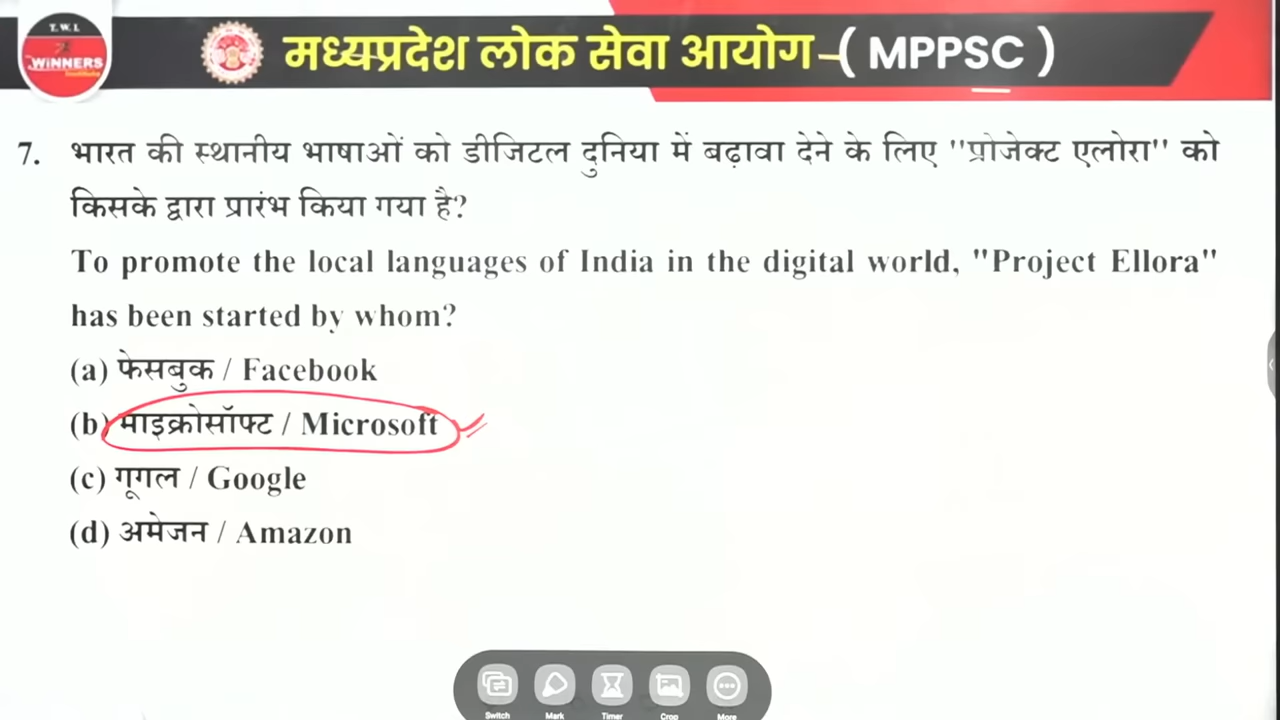 T.W.I.
WINNERS
Institute
मध्यप्रदेश लोक सेवा आयोग–( MPPSC )
7. भारत की स्थानीय भाषाओं को डीजिटल दुनिया में बढ़ावा देने के लिए "प्रोजेक्ट एलोरा" को
किसके द्वारा प्रारंभ किया गया है?
To promote the local languages of India in the digital world, "Project Ellora"
has been started by whom?
(a) फेसबुक / Facebook
(b) माइक्रोसॉफ्ट / Microsoft
(c) गूगल / Google
(d) अमेजन / Amazon
Switch Mark Timer Crop More